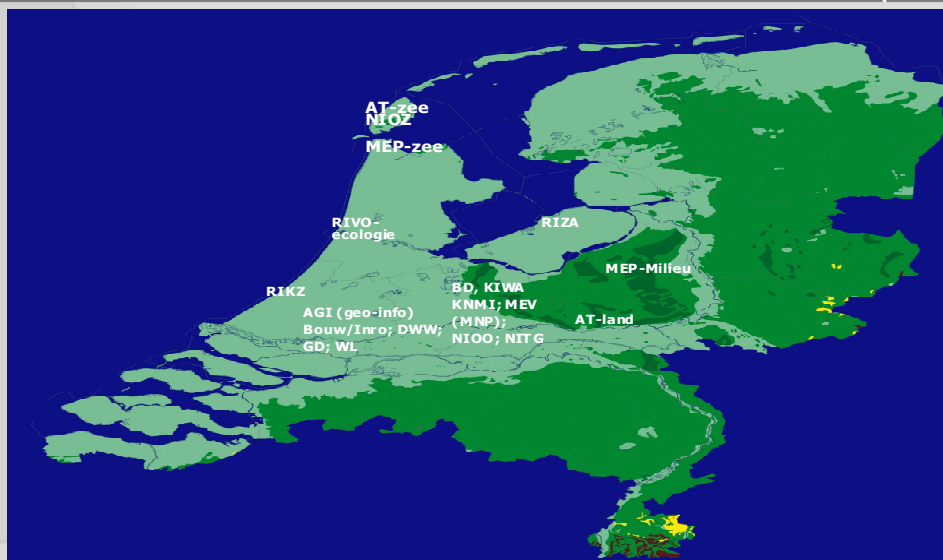 AT-zee
NIOZ
MEP-zee
RIVO-
ecologie
RIZA
MEP-Milieu
RIKZ
BD, KIWA
KNMI; MEV
(MNP);
NIOO; NITG
AGI (geo-info)
Bouw/Inro; DWW;
GD; WL
AT-land